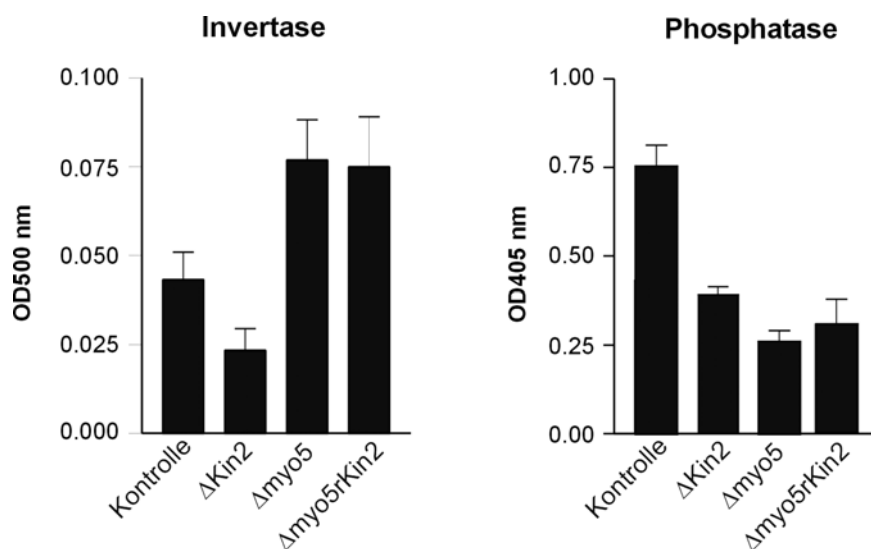 Invertase
OD500 nm
0.100
0.075
0.050
0.025
0.000
Kontrolle
ΔKin2
Δmyo5
Δmyo5rKin2
Phosphatase
OD405 nm
1.00
0.75
0.50
0.25
0.00
Kontrolle
ΔKin2
Δmyo5
Δmyo5rKin2